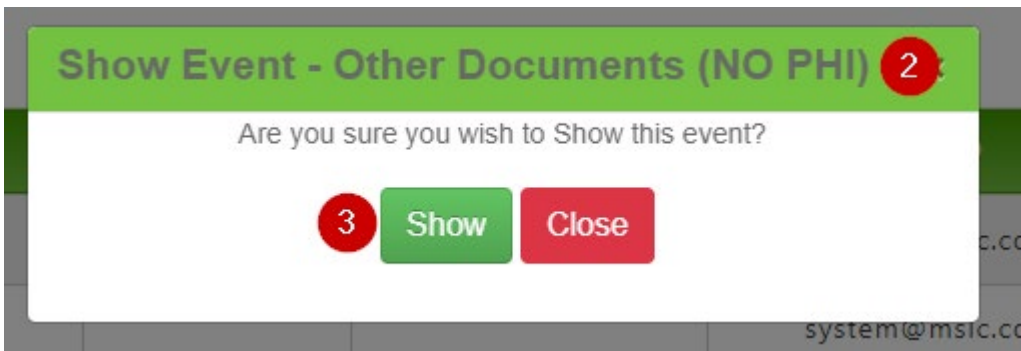 Show Event - Other Documents (NO PHI) 2
Are you sure you wish to Show this event?
3 Show Close
c.co
system@msic.co